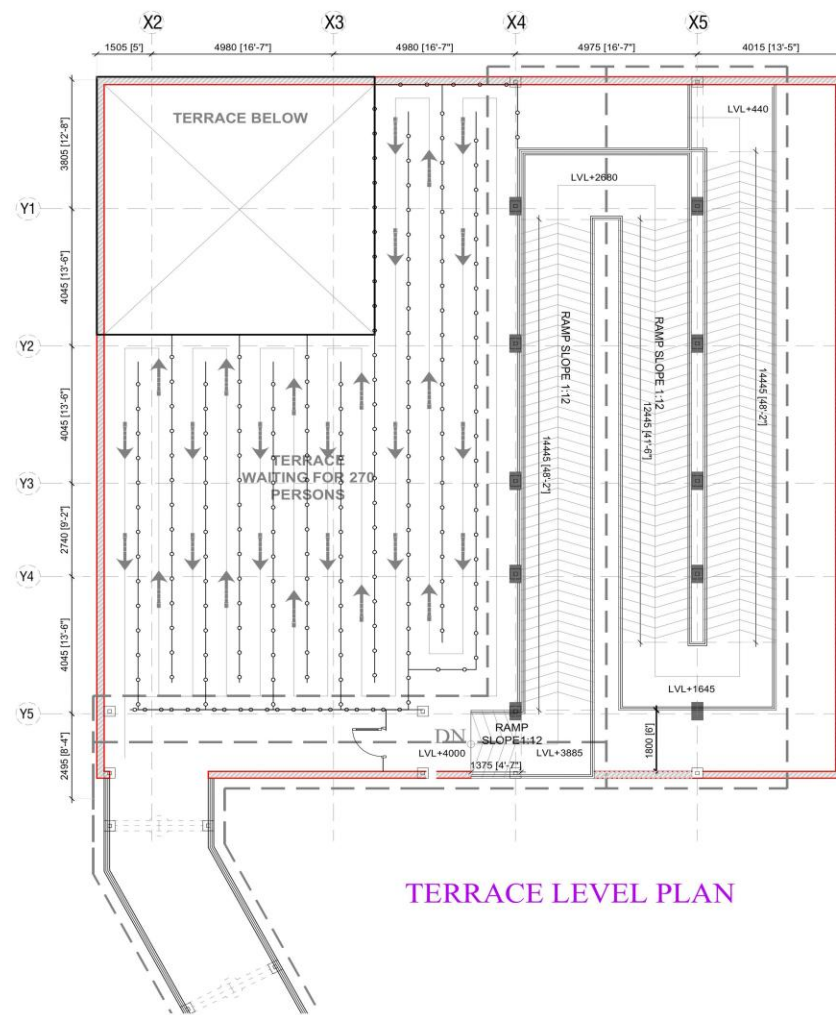 X2
X3
X4
X5
1505 [5']
4980 [16'-7"]
4980 [16'-7"]
4975 [16'-7"]
4015 [13'-5"]
3805 [12'-8"]
TERRACE BELOW
LVL+440
LVL+2680
Y1
4045 [13'-6"]
Y2
RAMP SLOPE 1:12
RAMP SLOPE 1:12
4045 [13'-6"]
14445 [48'-2"]
12445 [41'-6"]
14445 [48'-2"]
TERRACE
WAITING FOR 270
PERSONS
Y3
2740 [9'-2"]
Y4
4045 [13'-6"]
LVL+1645
Y5
RAMP
SLOPE1:12
DN
LVL+4000
LVL+3885
1800 [6']
2495 [8'-4"]
1375 [4'-7"]
TERRACE LEVEL PLAN